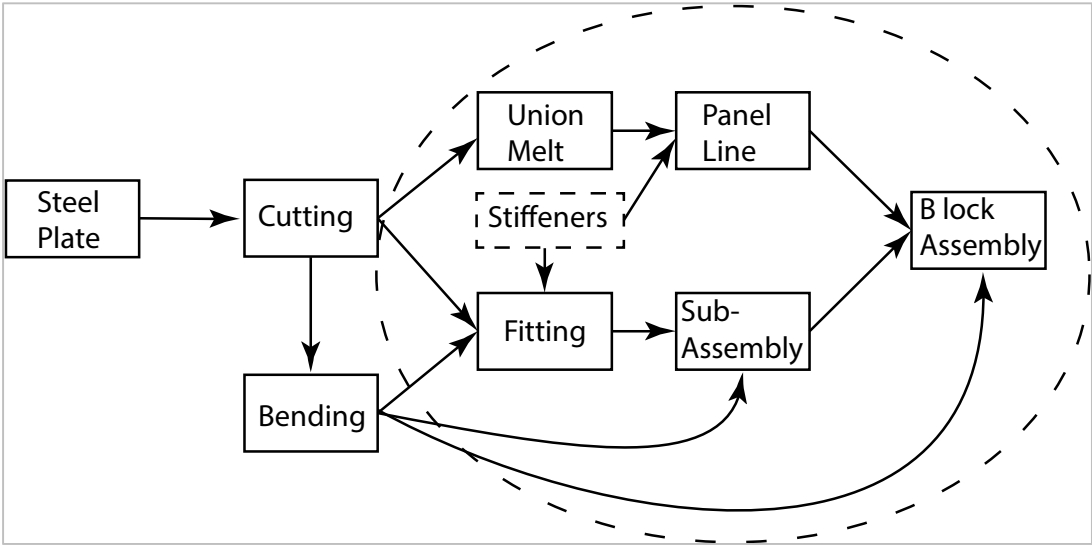 Union
Melt
Panel
Line
Steel
Plate
Cutting
Stiffeners
B lock
Assembly
Fitting
Sub-
Assembly
Bending